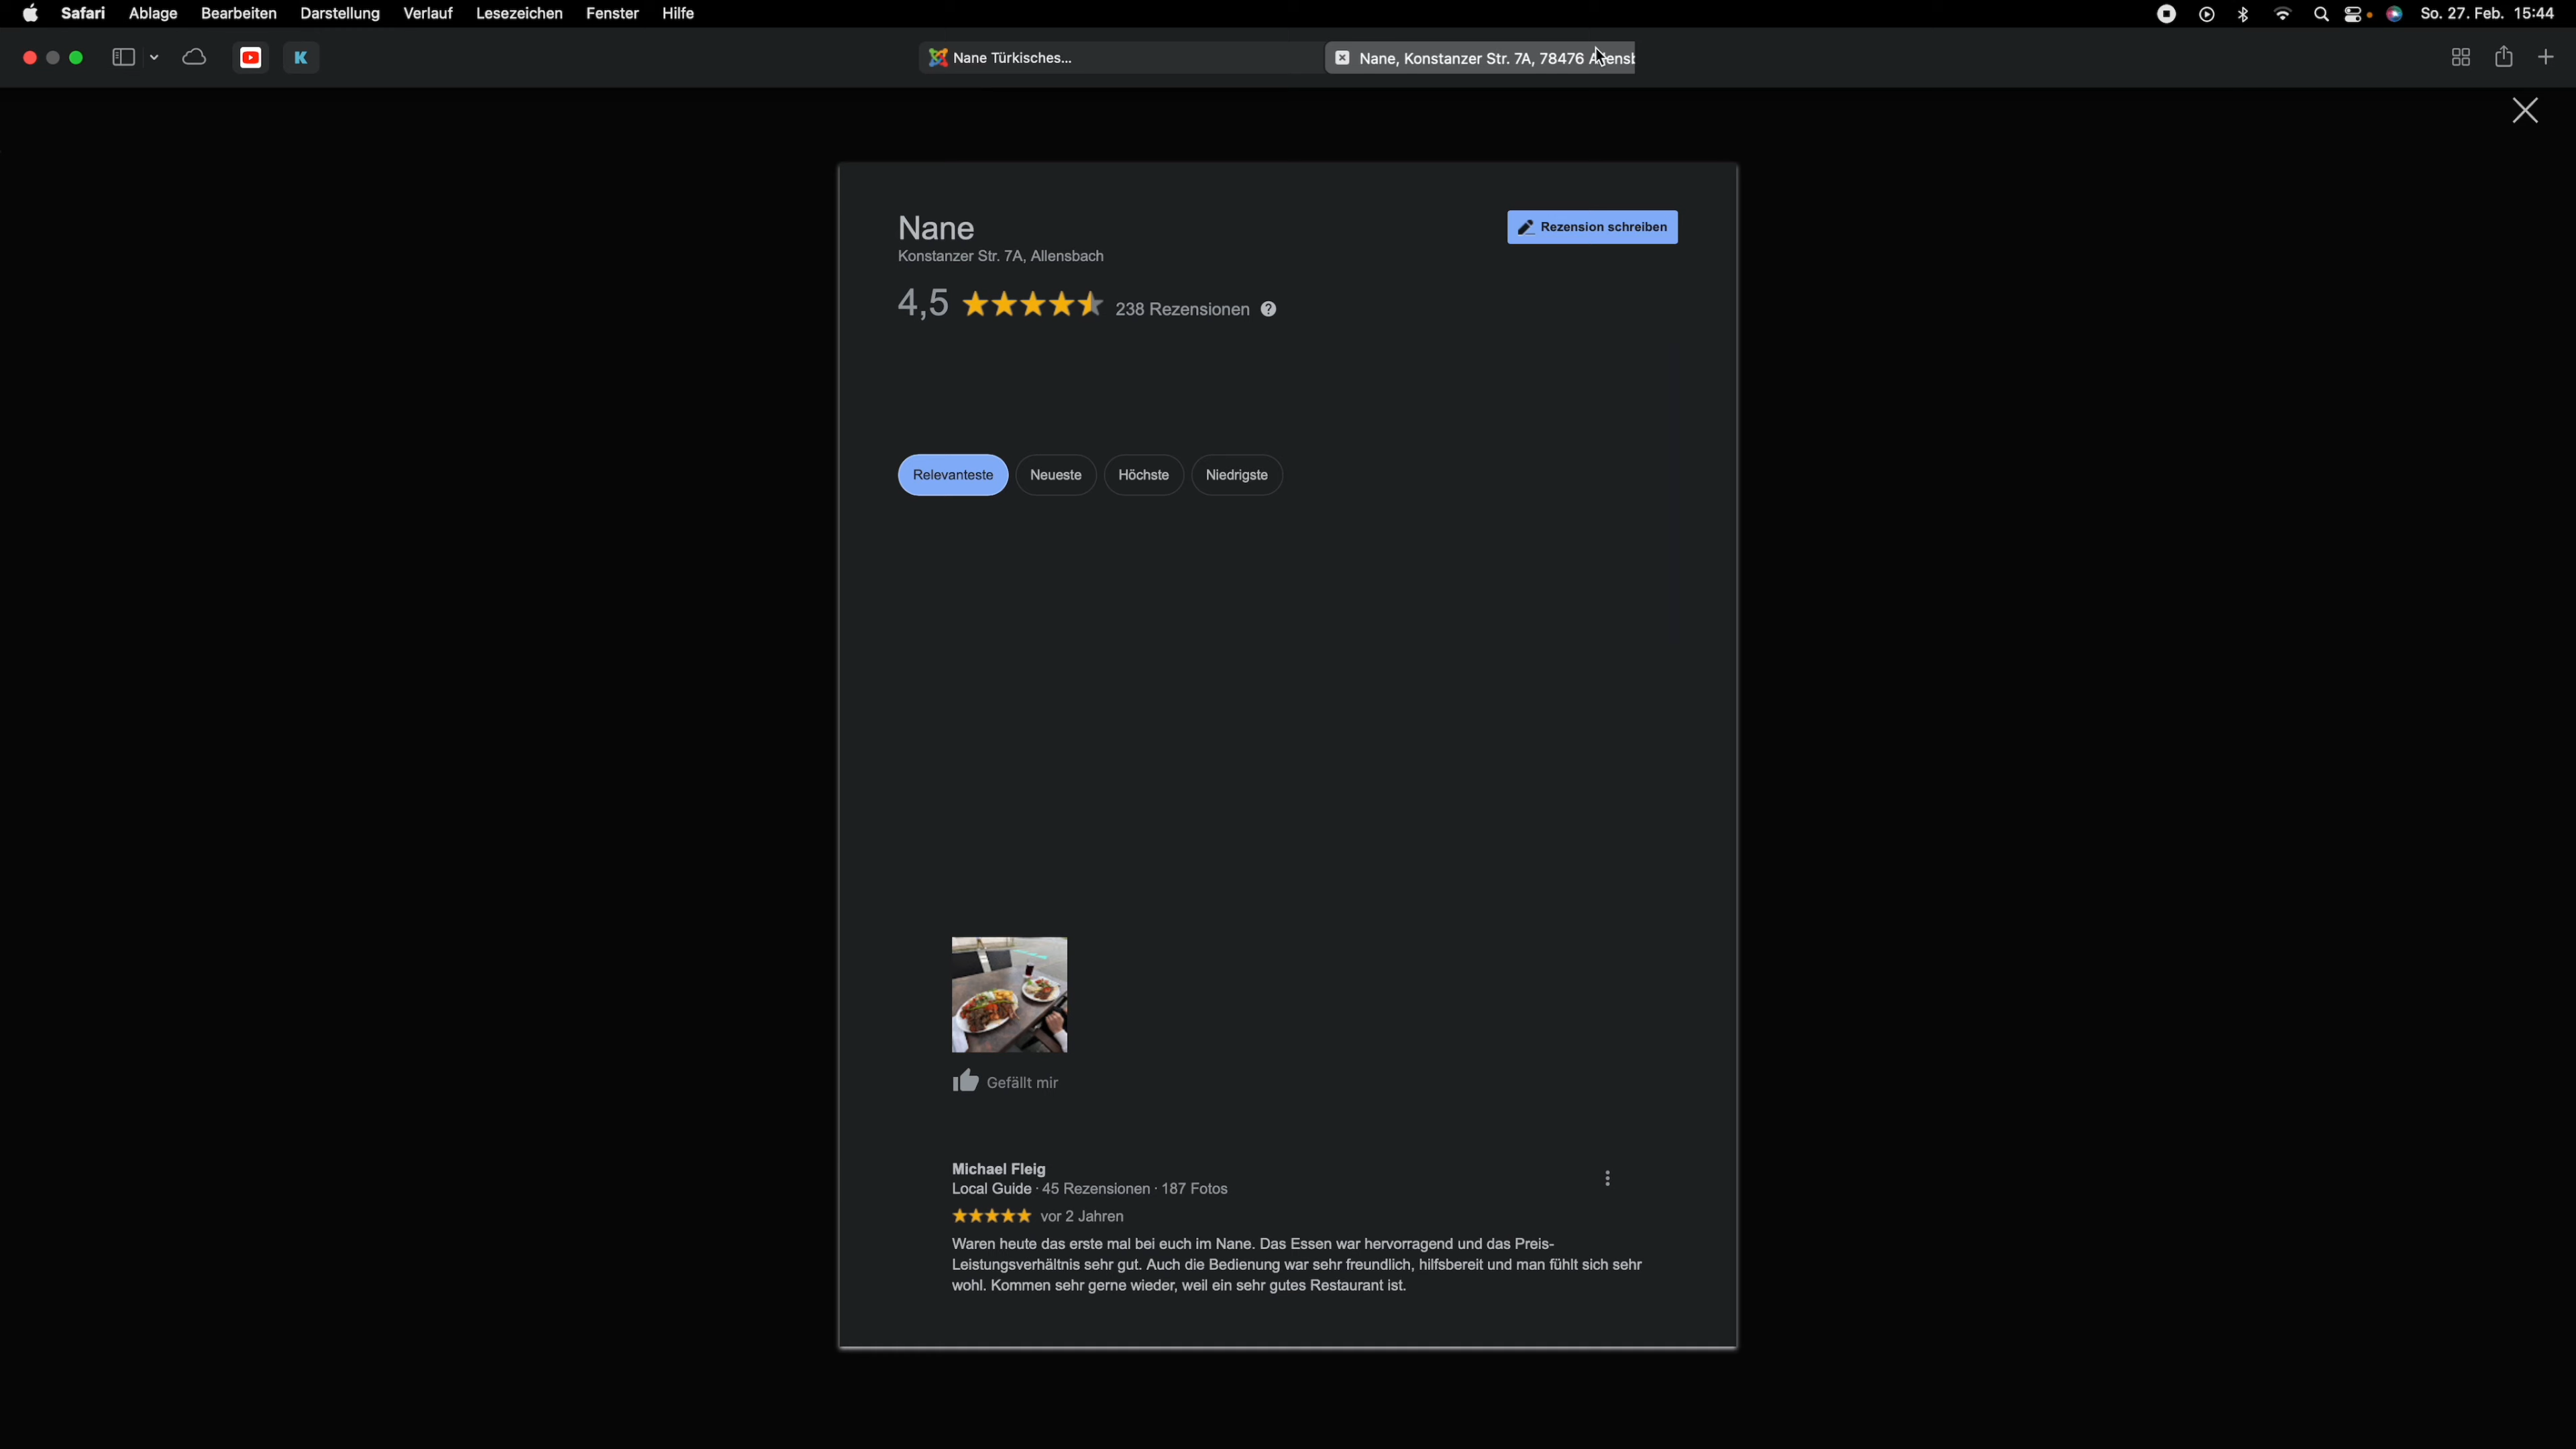 Safari Ablage Bearbeiten Darstellung Verlauf Lesezeichen Fenster Hilfe So. 27. Feb. 15:44
K Nane Türkisches... Nane, Konstanzer Str. 7A, 78476
Nane Rezension schreiben
Konstanzer Str. 7A, Allensbach
4,5 238 Rezensionen ?
Relevanteste Neueste Höchste Niedrigste
Gefällt mir
Michael Fleig
Local Guide · 45 Rezensionen · 187 Fotos
vor 2 Jahren
Waren heute das erste mal bei euch im Nane. Das Essen war hervorragend und das Preis-
Leistungsverhältnis sehr gut. Auch die Bedienung war sehr freundlich, hilfsbereit und man fühlt sich sehr
wohl. Kommen sehr gerne wieder, weil ein sehr gutes Restaurant ist.